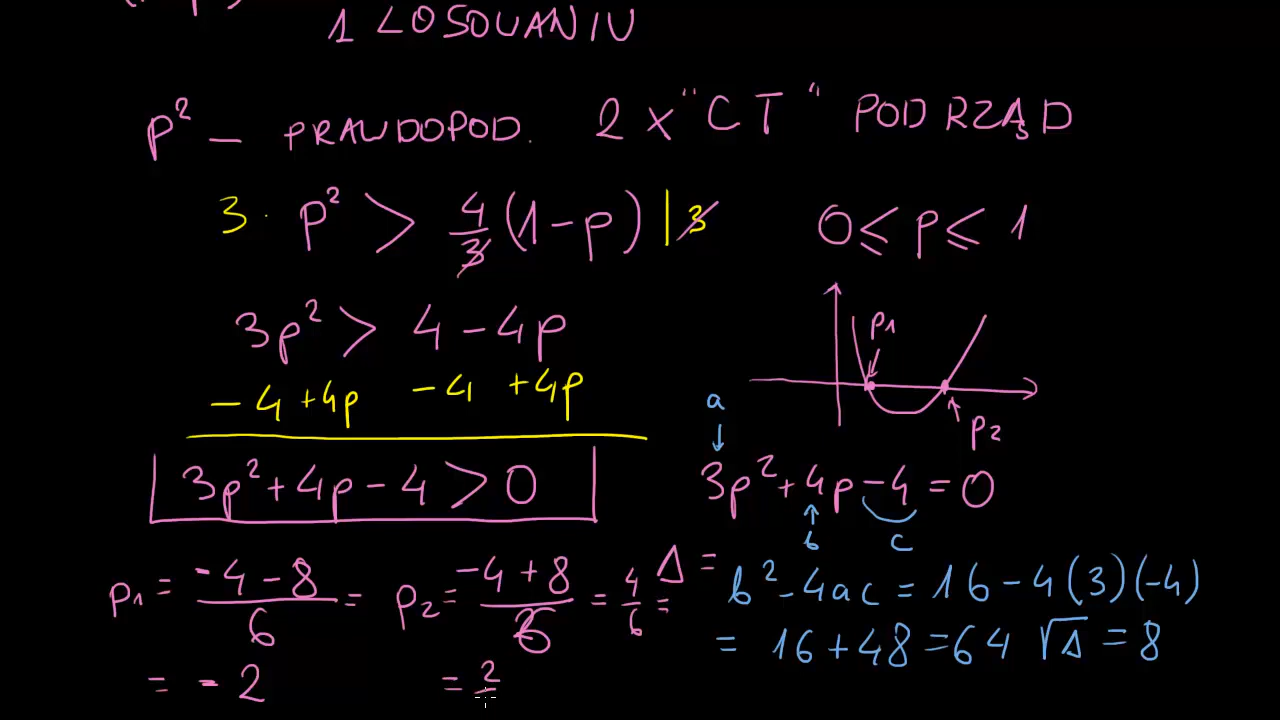 1 LOSOWANIU
p² — PRAWDOPOD. 2 x "CT" POD RZĄD
3 · p² > 4/3 (1-p) | 3
0 ≤ p ≤ 1
3p² > 4 - 4p
-4 +4p -4 +4p
3p² + 4p - 4 > 0
p1
p2
a
3p² + 4p - 4 = 0
b c
p1 = (-4-8)/6 =
= -2
p2 = (-4+8)/6 = 4/6 =
= 2
Δ = b² - 4ac = 16 - 4(3)(-4)
= 16 + 48 = 64 √Δ = 8